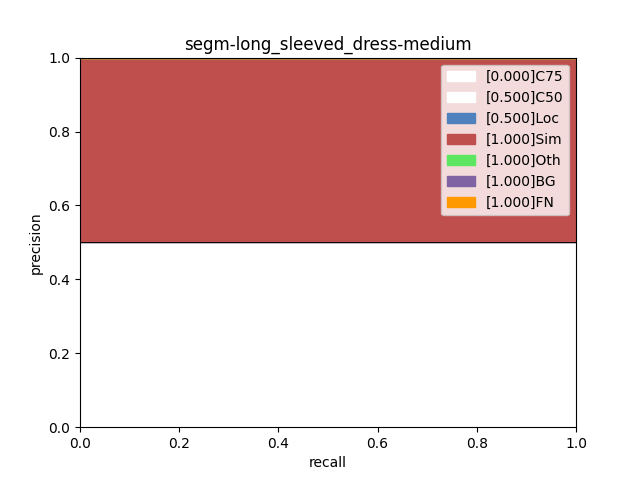 segm-long_sleeved_dress-medium
1.0
0.8
0.6
0.4
0.2
0.0
precision
[0.000]C75
[0.500]C50
[0.500]Loc
[1.000]Sim
[1.000]Oth
[1.000]BG
[1.000]FN
0.0 0.2 0.4 0.6 0.8 1.0
recall